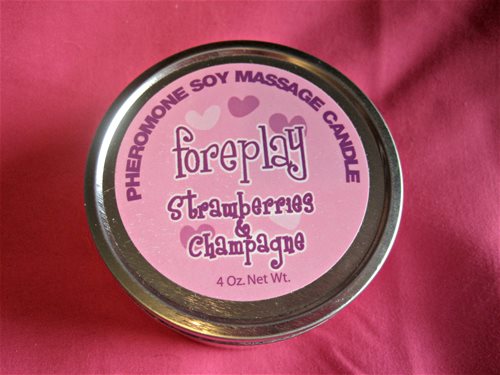 PHEROMONE SOY MASSAGE CANDLE
foreplay
Strawberries
&
Champagne
4 Oz. Net Wt.